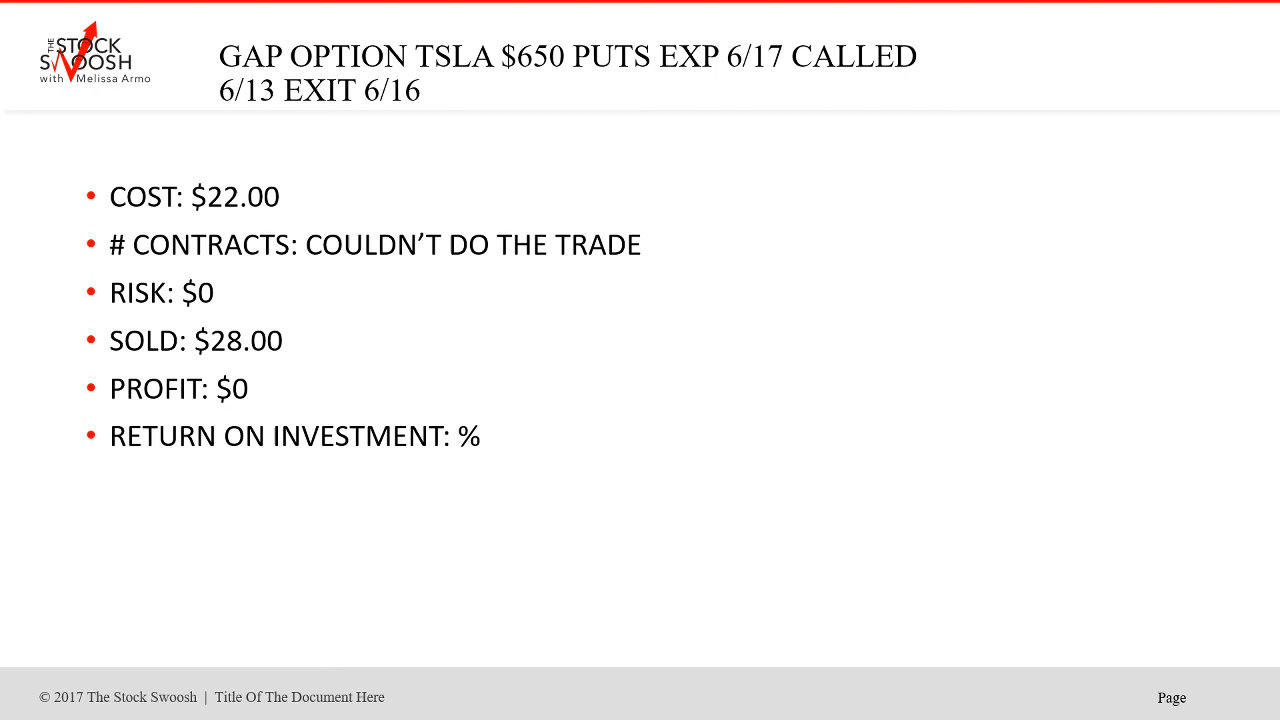 THE
STOCK
SWOOSH
with Melissa Armo
GAP OPTION TSLA $650 PUTS EXP 6/17 CALLED
6/13 EXIT 6/16
• COST: $22.00
• # CONTRACTS: COULDN’T DO THE TRADE
• RISK: $0
• SOLD: $28.00
• PROFIT: $0
• RETURN ON INVESTMENT: %
© 2017 The Stock Swoosh | Title Of The Document Here
Page